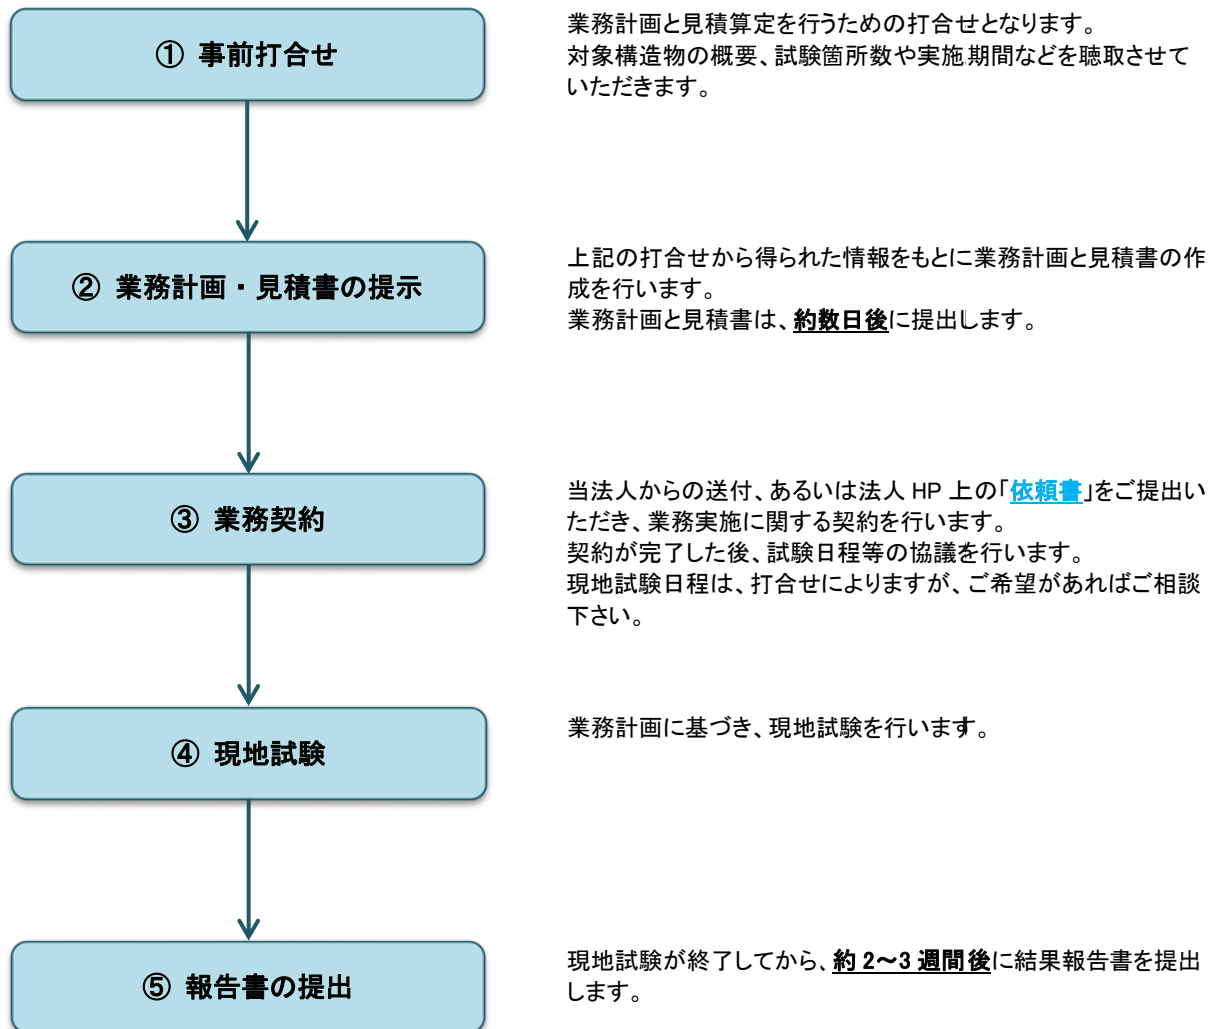 ① 事前打合せ
業務計画と見積算定を行うための打合せとなります。
対象構造物の概要、試験箇所数や実施期間などを聴取させて
いただきます。
② 業務計画・見積書の提示
上記の打合せから得られた情報をもとに業務計画と見積書の作
成を行います。
業務計画と見積書は、約数日後に提出します。
③ 業務契約
当法人からの送付、あるいは法人 HP 上の「依頼書」をご提出い
ただき、業務実施に関する契約を行います。
契約が完了した後、試験日程等の協議を行います。
現地試験日程は、打合せによりますが、ご希望があればご相談
下さい。
④ 現地試験
業務計画に基づき、現地試験を行います。
⑤ 報告書の提出
現地試験が終了してから、約 2～3 週間後に結果報告書を提出
します。